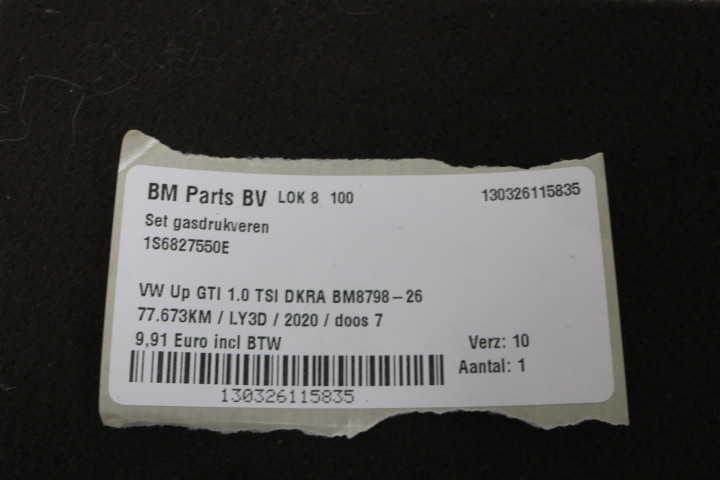 BM Parts BV LOK 8 100 130326115835
Set gasdrukveren
1S6827550E
VW Up GTI 1.0 TSI DKRA BM8798-26
77.673KM / LY3D / 2020 / doos 7
9,91 Euro incl BTW Verz: 10
Aantal: 1
130326115835